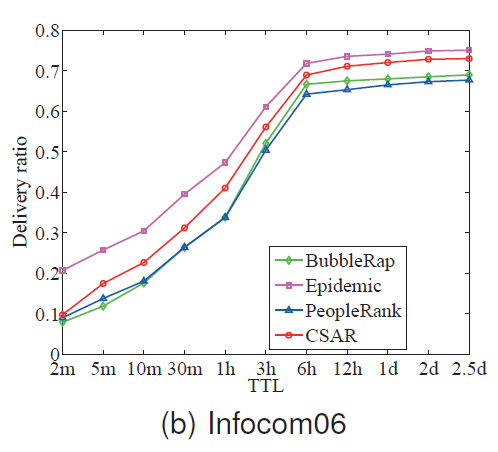 0.8
0.7
0.6
0.5
0.4
0.3
0.2
0.1
0
Delivery ratio
BubbleRap
Epidemic
PeopleRank
CSAR
2m 5m 10m 30m 1h 3h 6h 12h 1d 2d 2.5d
TTL
(b) Infocom06